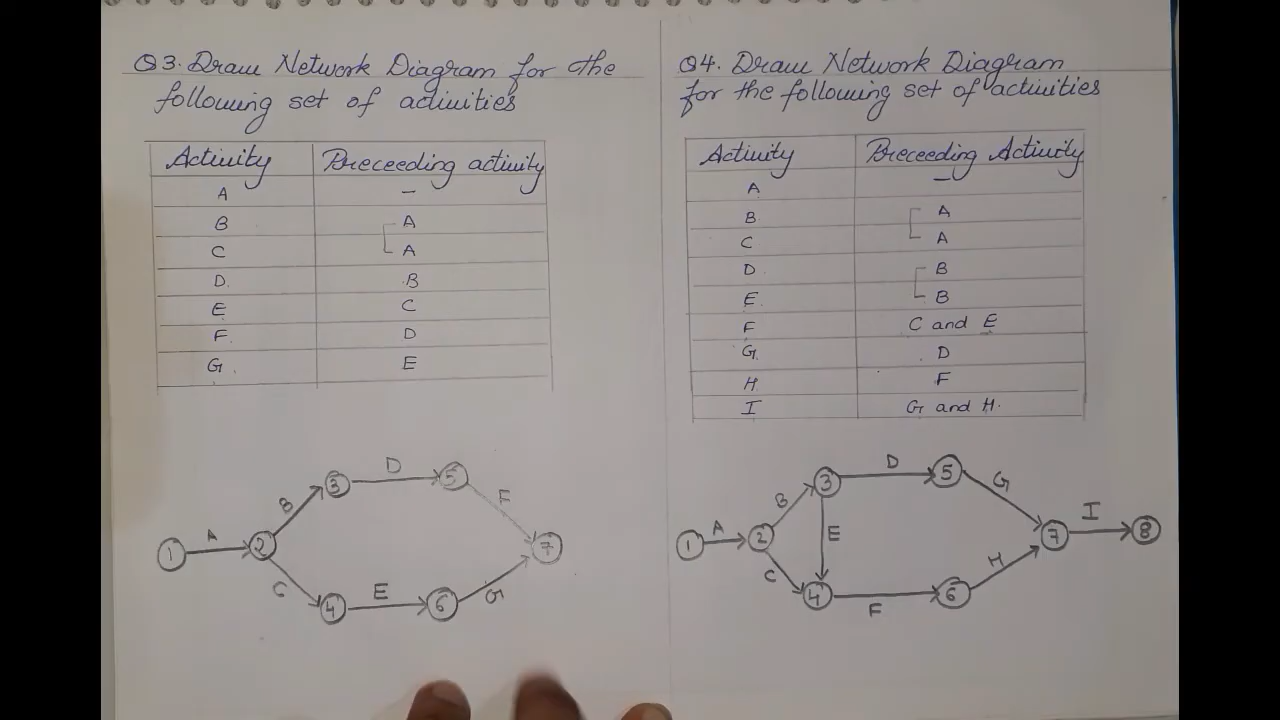 Q3. Draw Network Diagram for the
following set of activities
Activity Preceeding activity
A –
B A
C A
D. B
E C
F. D
G. E
1 A 2 B 3 D 5 F 7
C 4 E 6 G
Q4. Draw Network Diagram
for the following set of activities
Activity Preceeding Activity
A –
B A
C A
D B
E B
F C and E
G. D
H F
I G and H.
1 A 2 B 3 D 5 G 7 I 8
E
C 4 F 6 H